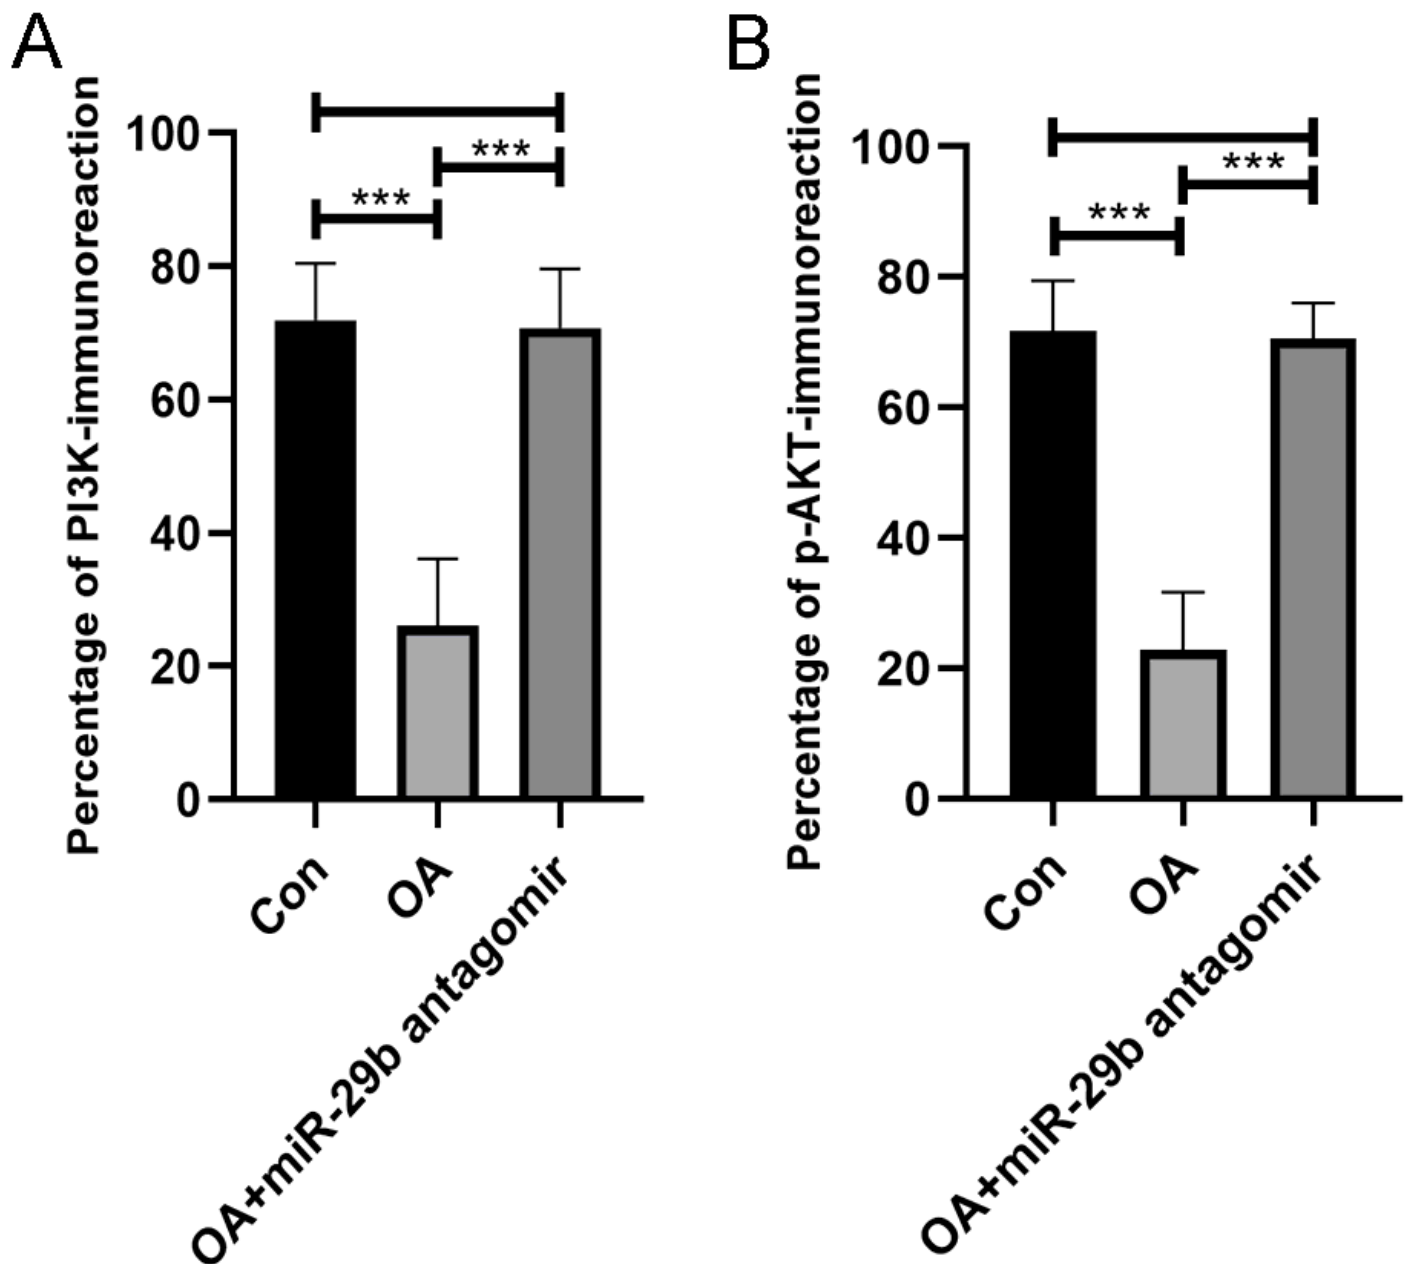 A
Percentage of PI3K-immunoreaction
100
80
60
40
20
0
***
***
Con
OA
OA+miR-29b antagomir
B
Percentage of p-AKT-immunoreaction
100
80
60
40
20
0
***
***
Con
OA
OA+miR-29b antagomir